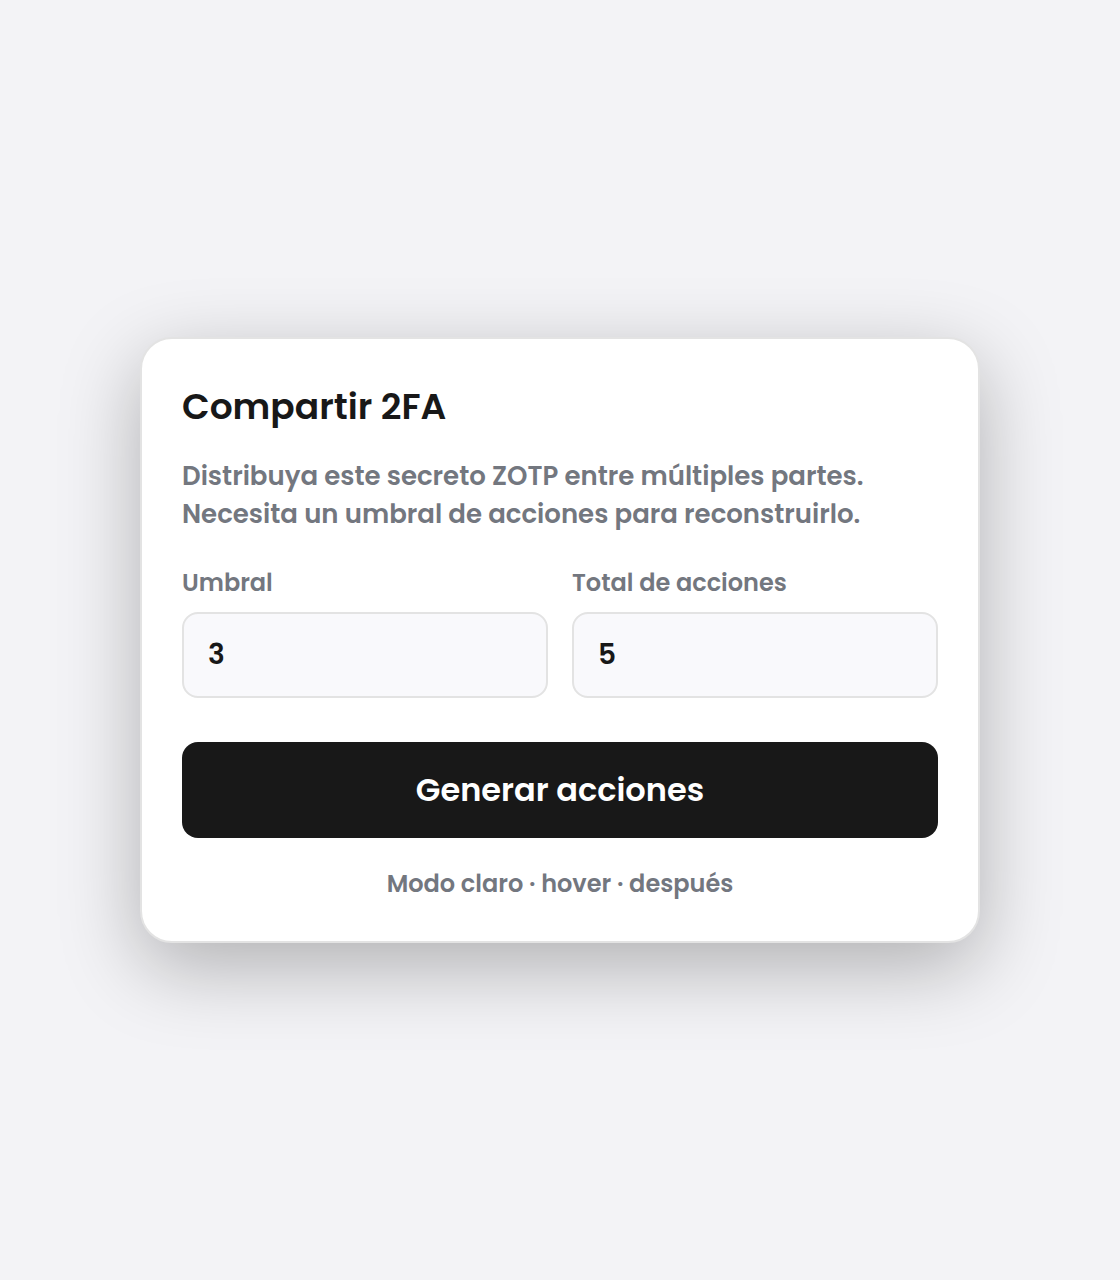 Compartir 2FA
Distribuya este secreto ZOTP entre múltiples partes.
Necesita un umbral de acciones para reconstruirlo.
Umbral
Total de acciones
3
5
Generar acciones
Modo claro · hover · después